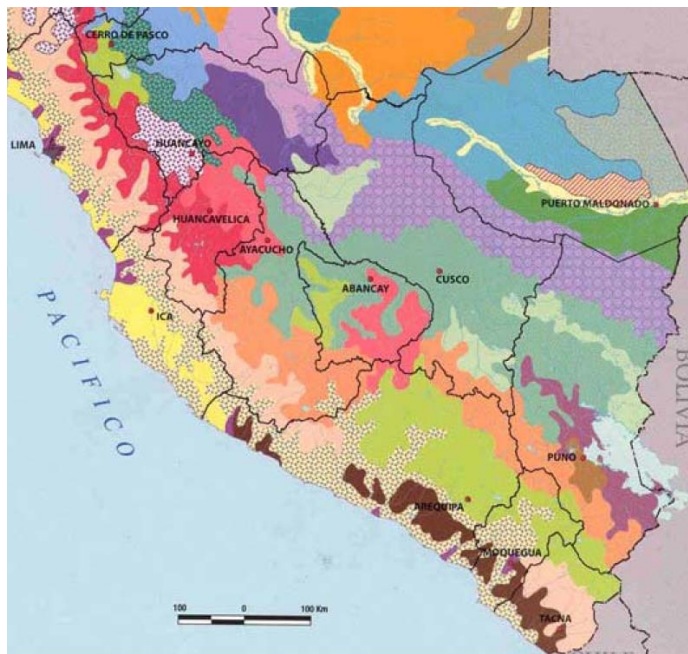 CERRO DE PASCO
LIMA
HUANCAYO
HUANCAVELICA
AYACUCHO
PUERTO MALDONADO
ABANCAY
CUSCO
ICA
PACIFICO
BOLIVIA
PUNO
AREQUIPA
MOQUEGUA
TACNA
100 0 100 Km